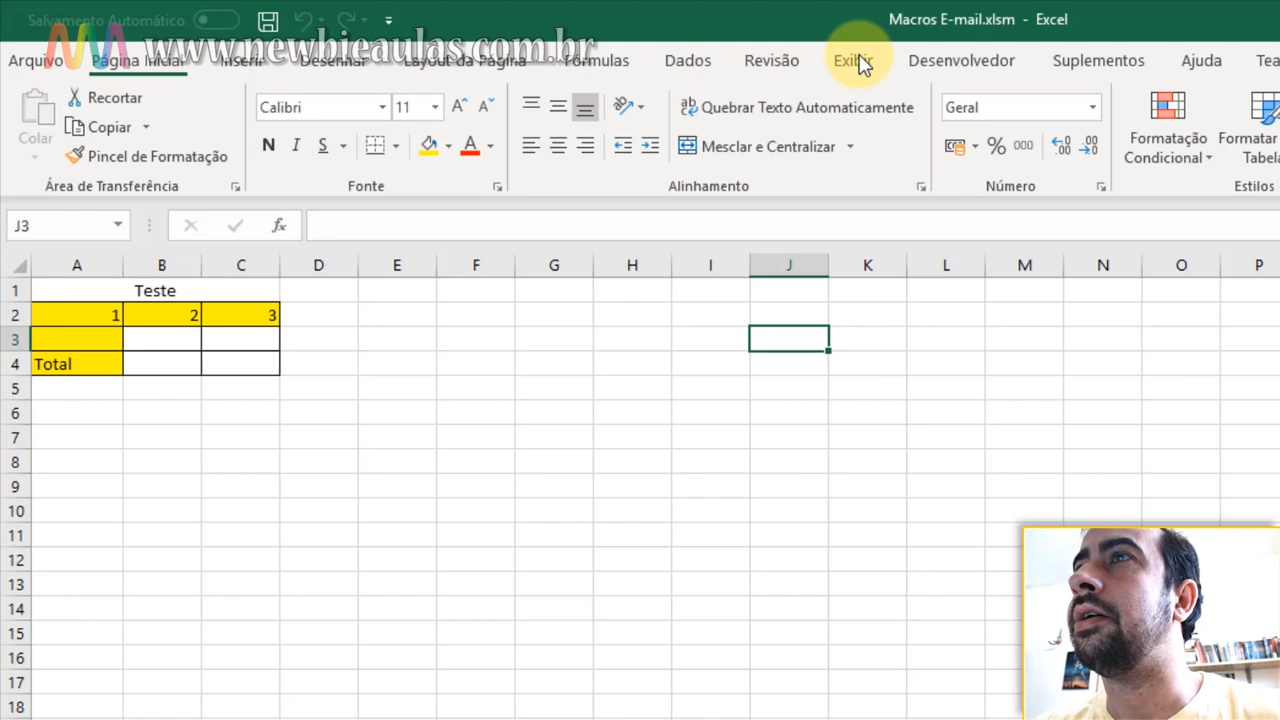 Salvamento Automático
Macros E-mail.xlsm - Excel
www.newbieaulas.com.br
Arquivo Página Inicial Inserir Desenhar Layout da Página Fórmulas Dados Revisão Exibir Desenvolvedor Suplementos Ajuda Tea
Colar
Recortar
Copiar
Pincel de Formatação
Área de Transferência
Calibri 11
N I S A
Fonte
Quebrar Texto Automaticamente
Mesclar e Centralizar
Alinhamento
Geral
% 000
Número
Formatação Condicional
Formatar Tabela
Estilos
J3
fx
A B C D E F G H I J K L M N O P
1 Teste
2 1 2 3
3
4 Total
5
6
7
8
9
10
11
12
13
14
15
16
17
18